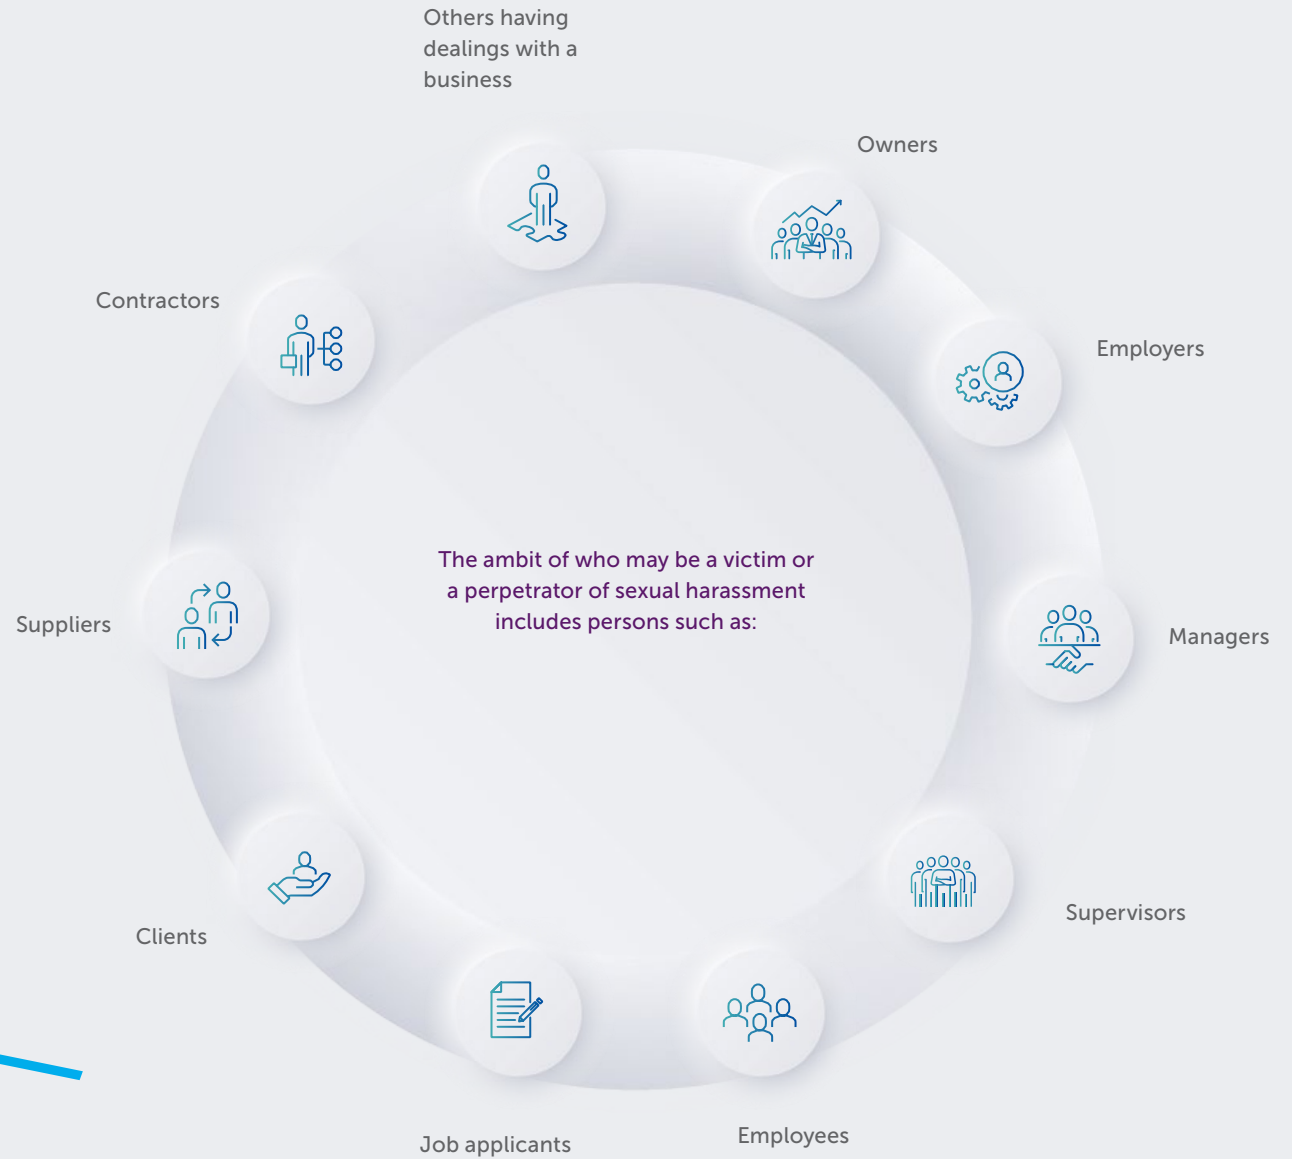 Others having
dealings with a
business
Owners
Employers
Managers
Supervisors
Employees
Job applicants
Clients
Suppliers
Contractors
The ambit of who may be a victim or
a perpetrator of sexual harassment
includes persons such as: